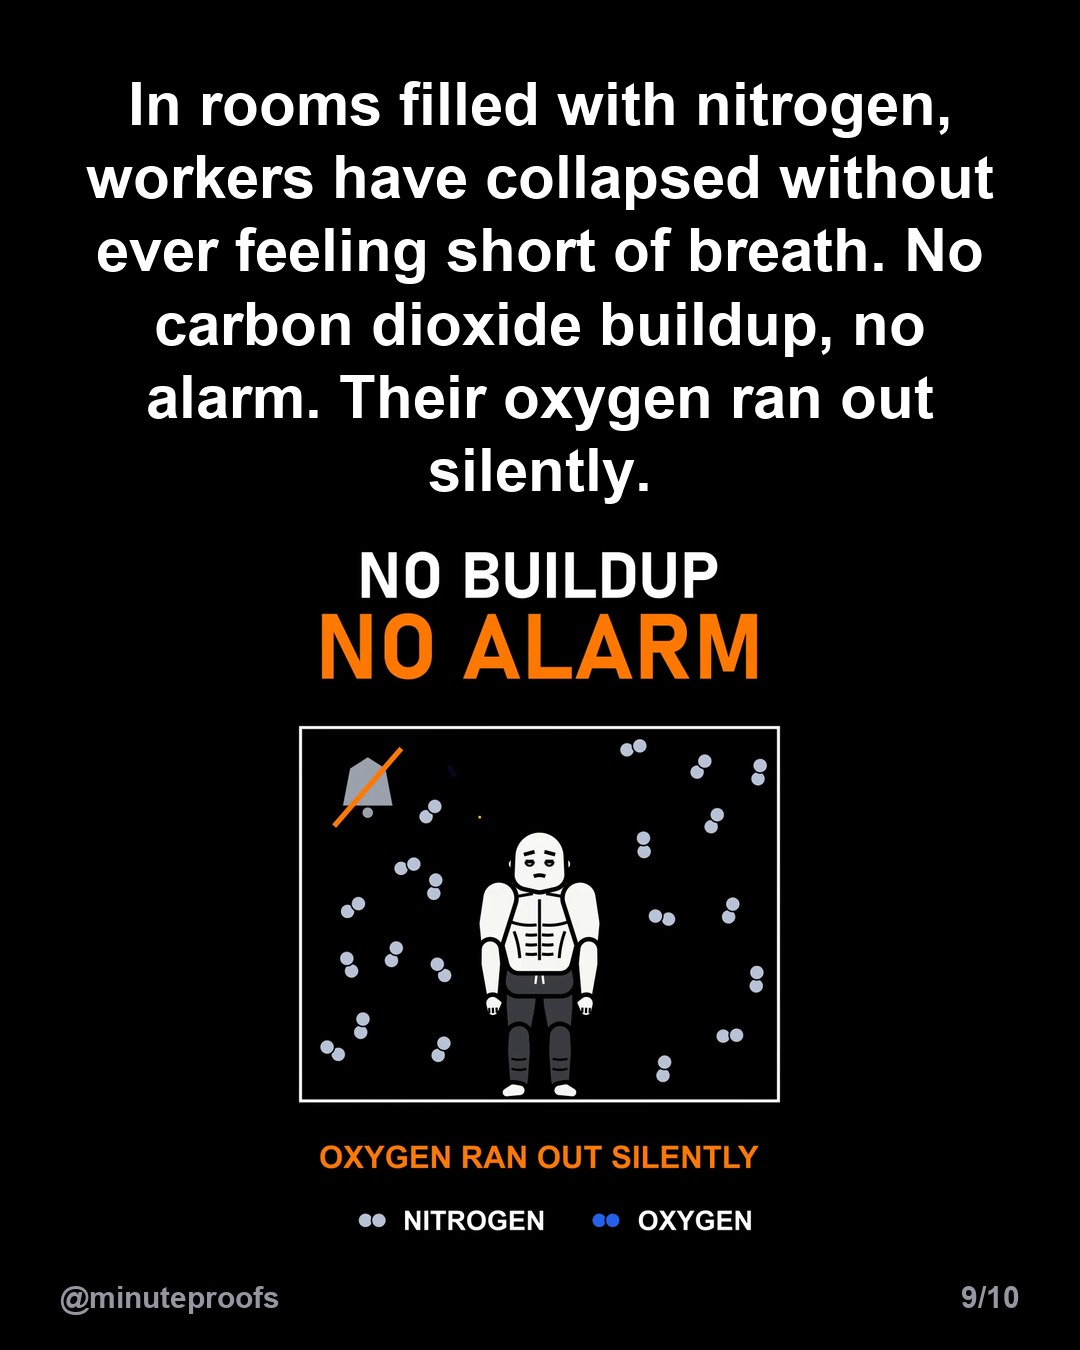 In rooms filled with nitrogen,
workers have collapsed without
ever feeling short of breath. No
carbon dioxide buildup, no
alarm. Their oxygen ran out
silently.
NO BUILDUP
NO ALARM
OXYGEN RAN OUT SILENTLY
NITROGEN OXYGEN
@minuteproofs 9/10